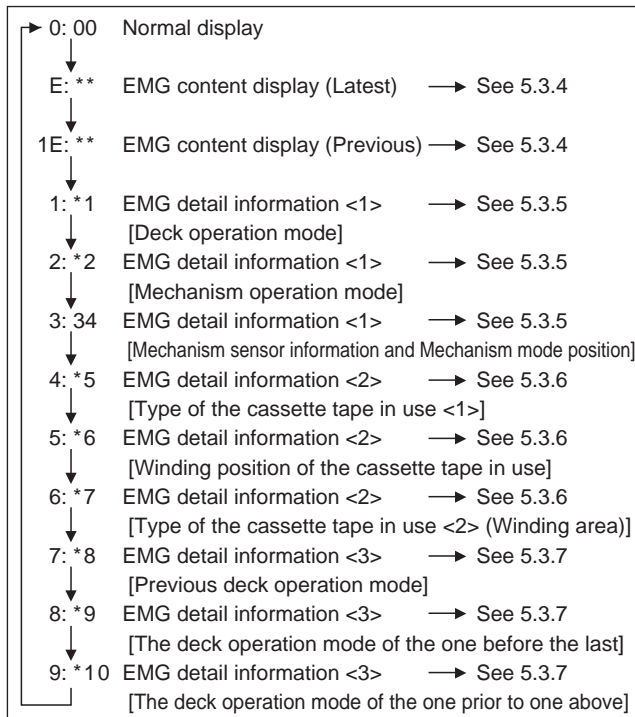 0: 00 Normal display
E: ** EMG content display (Latest) → See 5.3.4
1E: ** EMG content display (Previous) → See 5.3.4
1: *1 EMG detail information <1> → See 5.3.5
[Deck operation mode]
2: *2 EMG detail information <1> → See 5.3.5
[Mechanism operation mode]
3: 34 EMG detail information <1> → See 5.3.5
[Mechanism sensor information and Mechanism mode position]
4: *5 EMG detail information <2> → See 5.3.6
[Type of the cassette tape in use <1>]
5: *6 EMG detail information <2> → See 5.3.6
[Winding position of the cassette tape in use]
6: *7 EMG detail information <2> → See 5.3.6
[Type of the cassette tape in use <2> (Winding area)]
7: *8 EMG detail information <3> → See 5.3.7
[Previous deck operation mode]
8: *9 EMG detail information <3> → See 5.3.7
[The deck operation mode of the one before the last]
9: *10 EMG detail information <3> → See 5.3.7
[The deck operation mode of the one prior to one above]